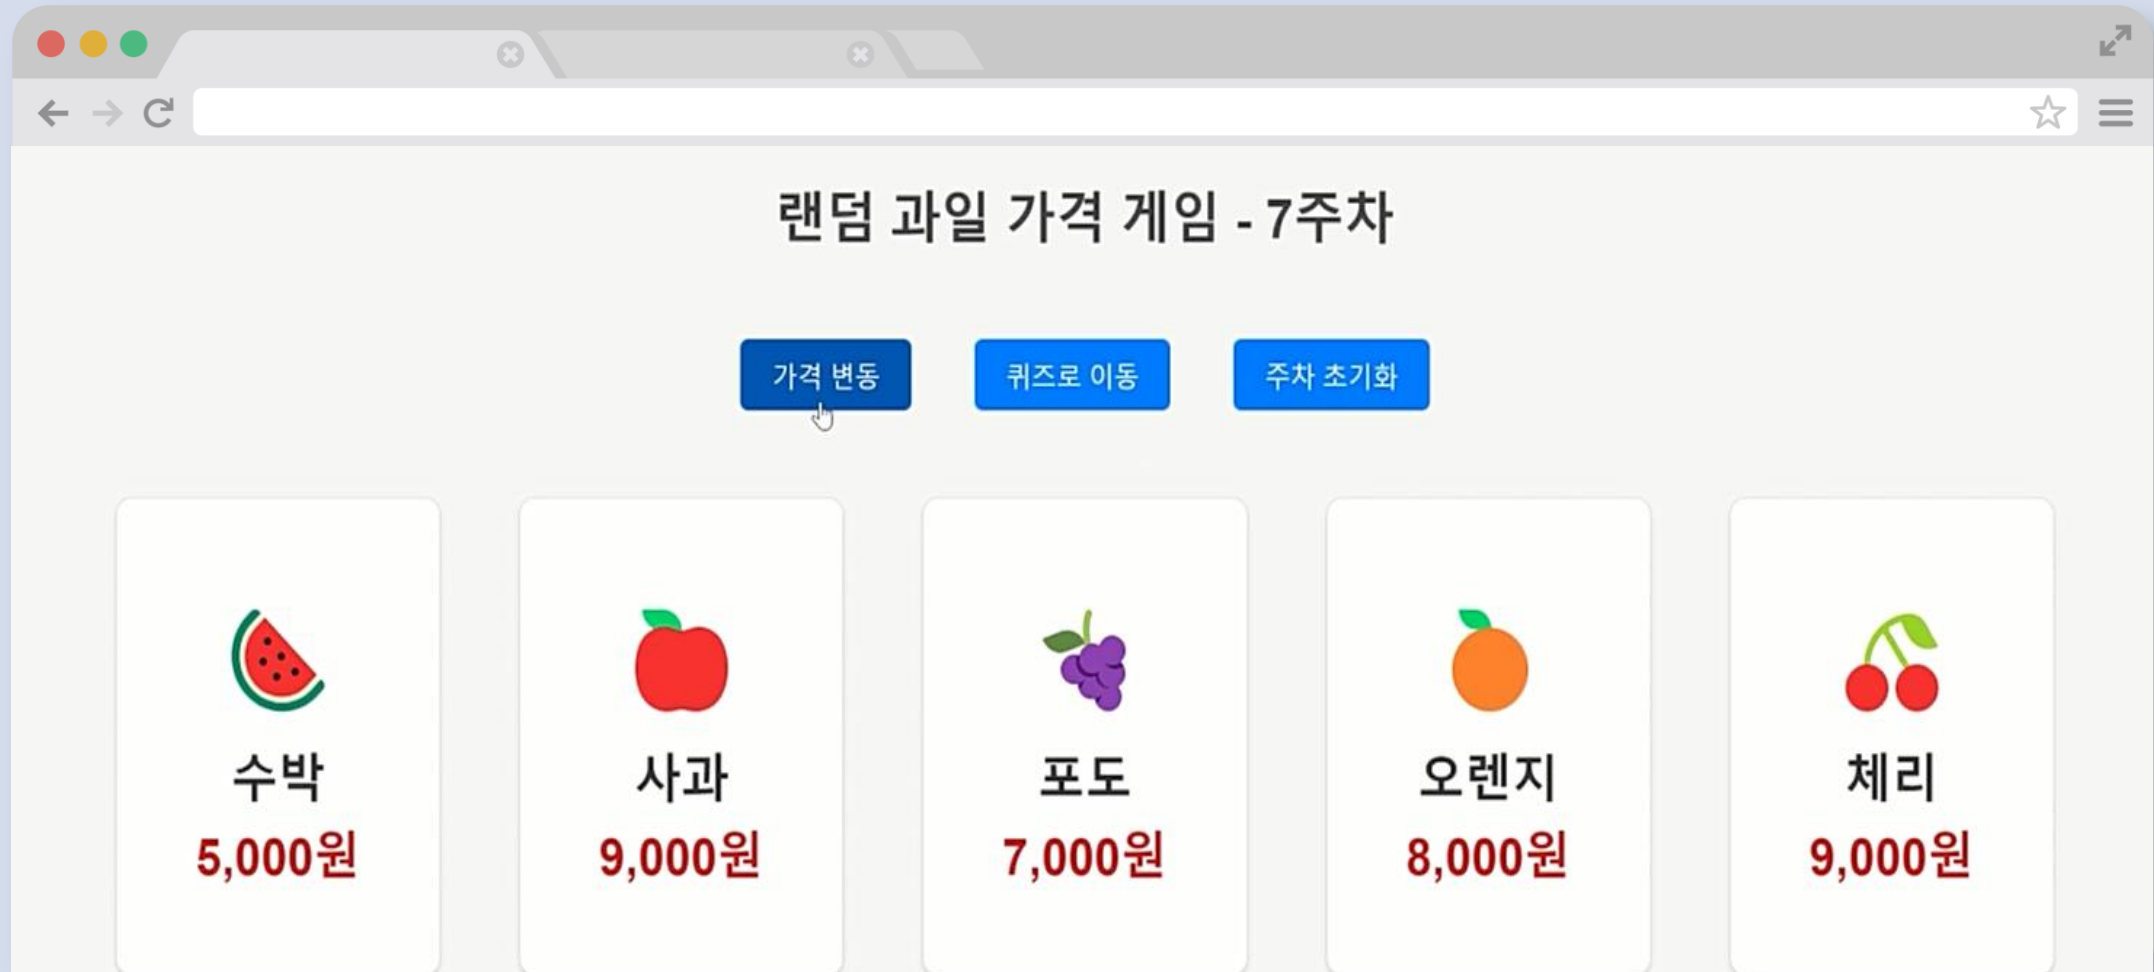 랜덤 과일 가격 게임 - 7주차
가격 변동 퀴즈로 이동 주차 초기화
수박 사과 포도 오렌지 체리
5,000원 9,000원 7,000원 8,000원 9,000원